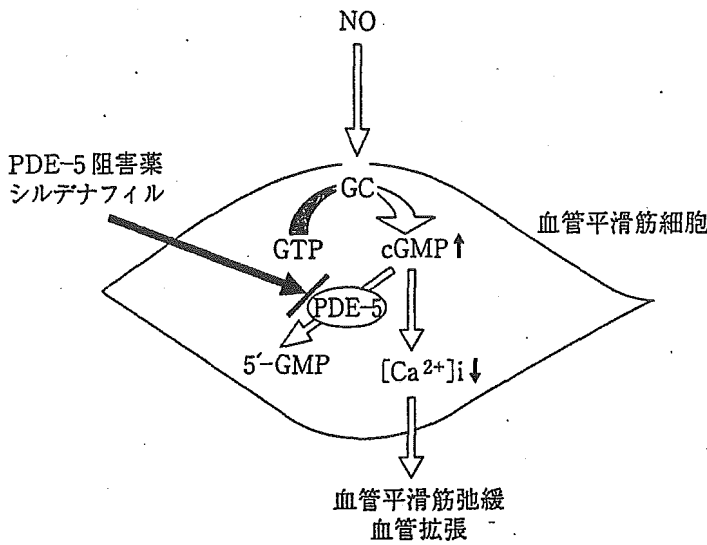 NO
PDE-5 阻害薬
シルデナフィル
GC
血管平滑筋細胞
GTP
cGMP↑
PDE-5
5′-GMP
[Ca²⁺]i↓
血管平滑筋弛緩
血管拡張